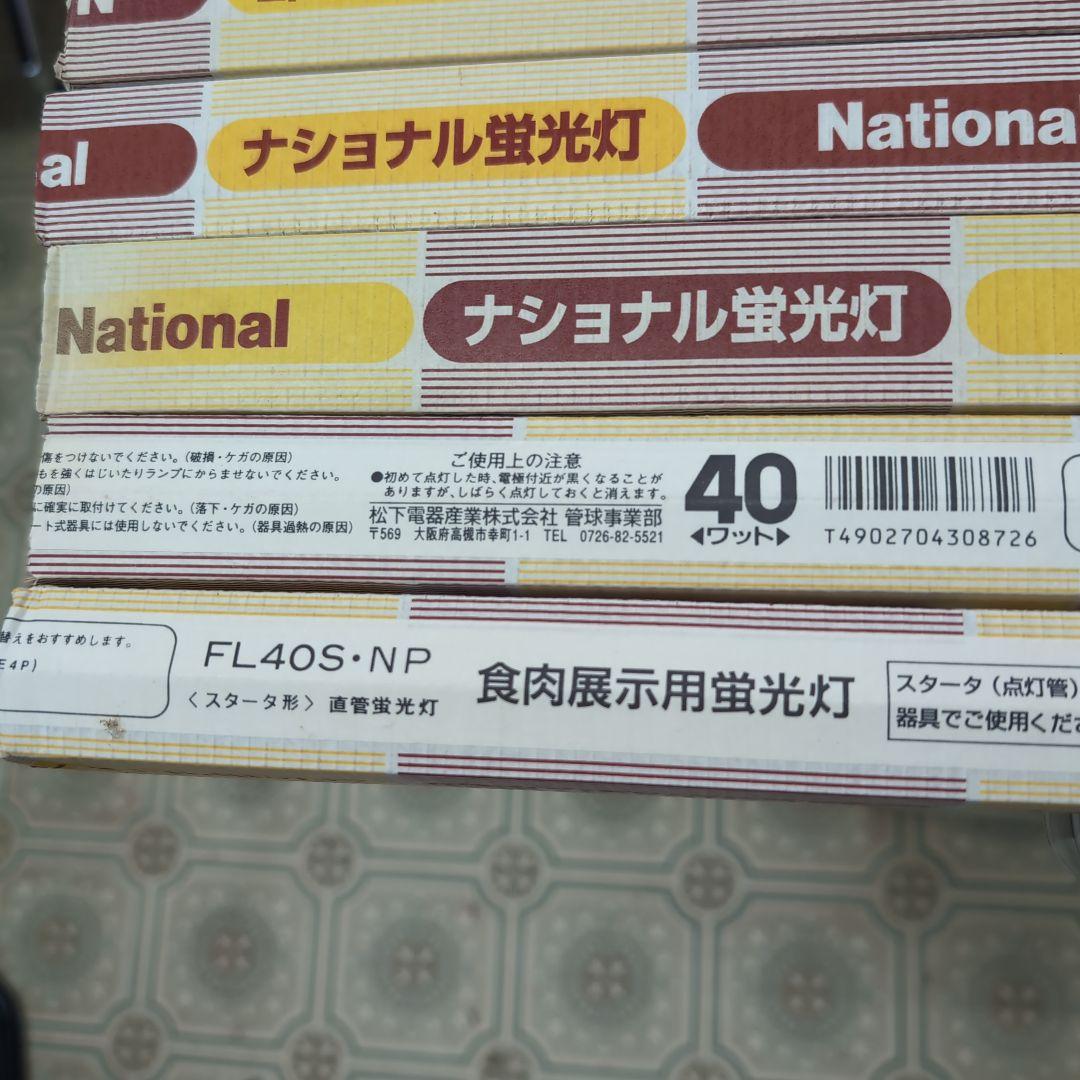 al
ナショナル蛍光灯
Nationa
National
ナショナル蛍光灯
傷をつけないでください。(破損・ケガの原因)
もを強くはじいたりランプにからませないでください。
の原因)
に確実に取付けてください。(落下・ケガの原因)
ート式器具には使用しないでください。(器具過熱の原因)
ご使用上の注意
●初めて点灯した時、電極付近が黒くなることが
ありますが、しばらく点灯しておくと消えます。
松下電器産業株式会社 管球事業部
〒569 大阪府高槻市幸町1-1 TEL 0726-82-5521
40
◀ワット▶
T4902704308726
替えをおすすめします。
E4P)
FL40S・NP
〈スタータ形〉 直管蛍光灯
食肉展示用蛍光灯
スタータ(点灯管)
器具でご使用くださ